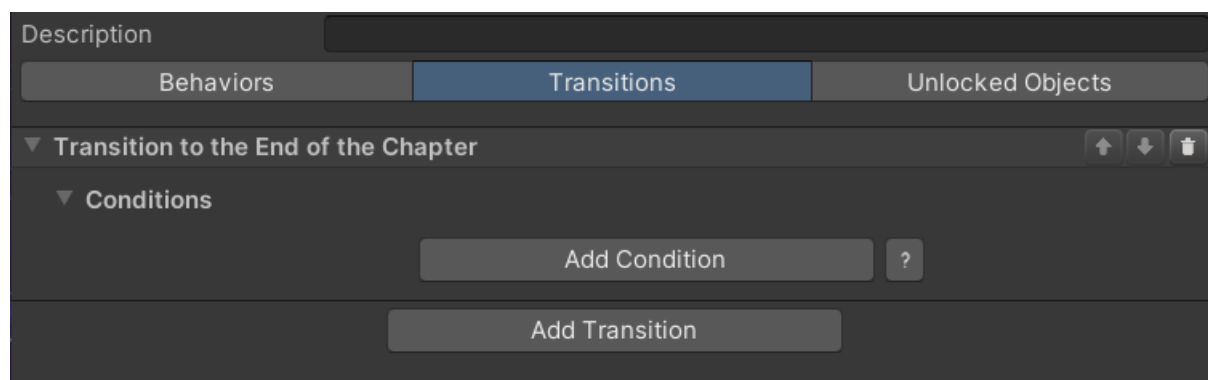 Description
Behaviors Transitions Unlocked Objects
Transition to the End of the Chapter
Conditions
Add Condition ?
Add Transition